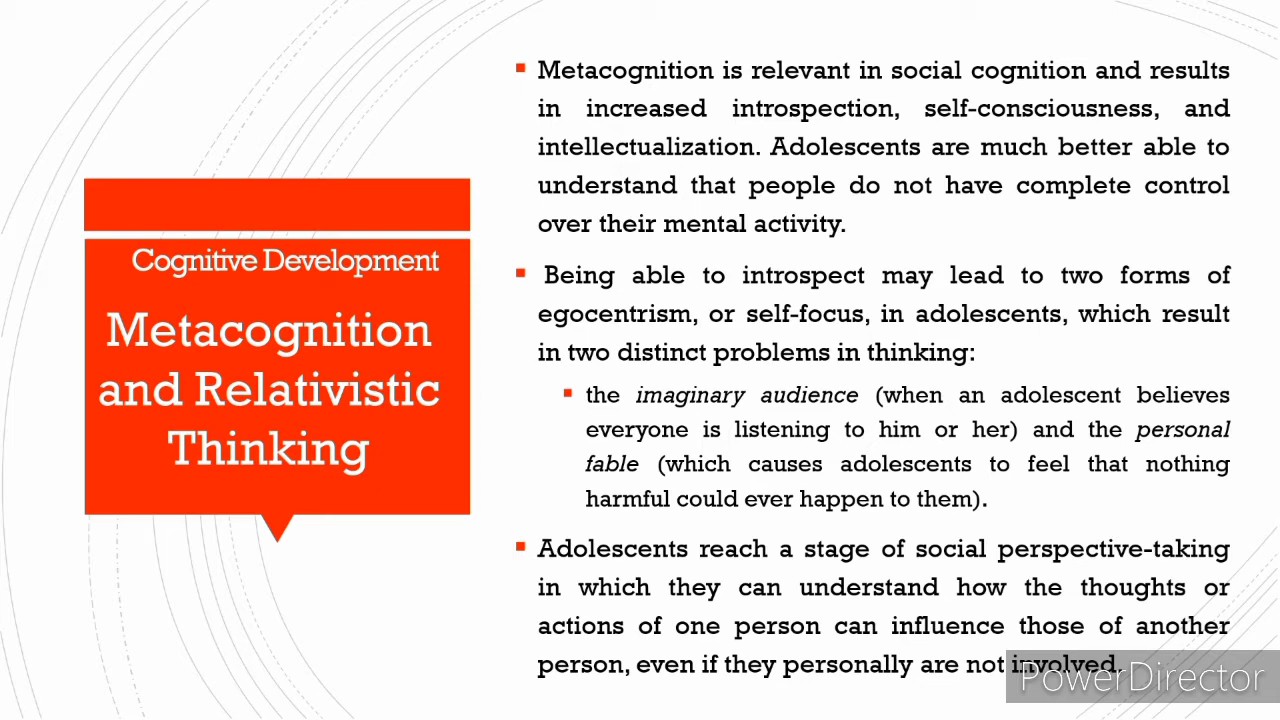 Cognitive Development
Metacognition
and Relativistic
Thinking
▪ Metacognition is relevant in social cognition and results
in increased introspection, self-consciousness, and
intellectualization. Adolescents are much better able to
understand that people do not have complete control
over their mental activity.
▪ Being able to introspect may lead to two forms of
egocentrism, or self-focus, in adolescents, which result
in two distinct problems in thinking:
▪ the imaginary audience (when an adolescent believes
everyone is listening to him or her) and the personal
fable (which causes adolescents to feel that nothing
harmful could ever happen to them).
▪ Adolescents reach a stage of social perspective-taking
in which they can understand how the thoughts or
actions of one person can influence those of another
person, even if they personally are not involved.
PowerDirector